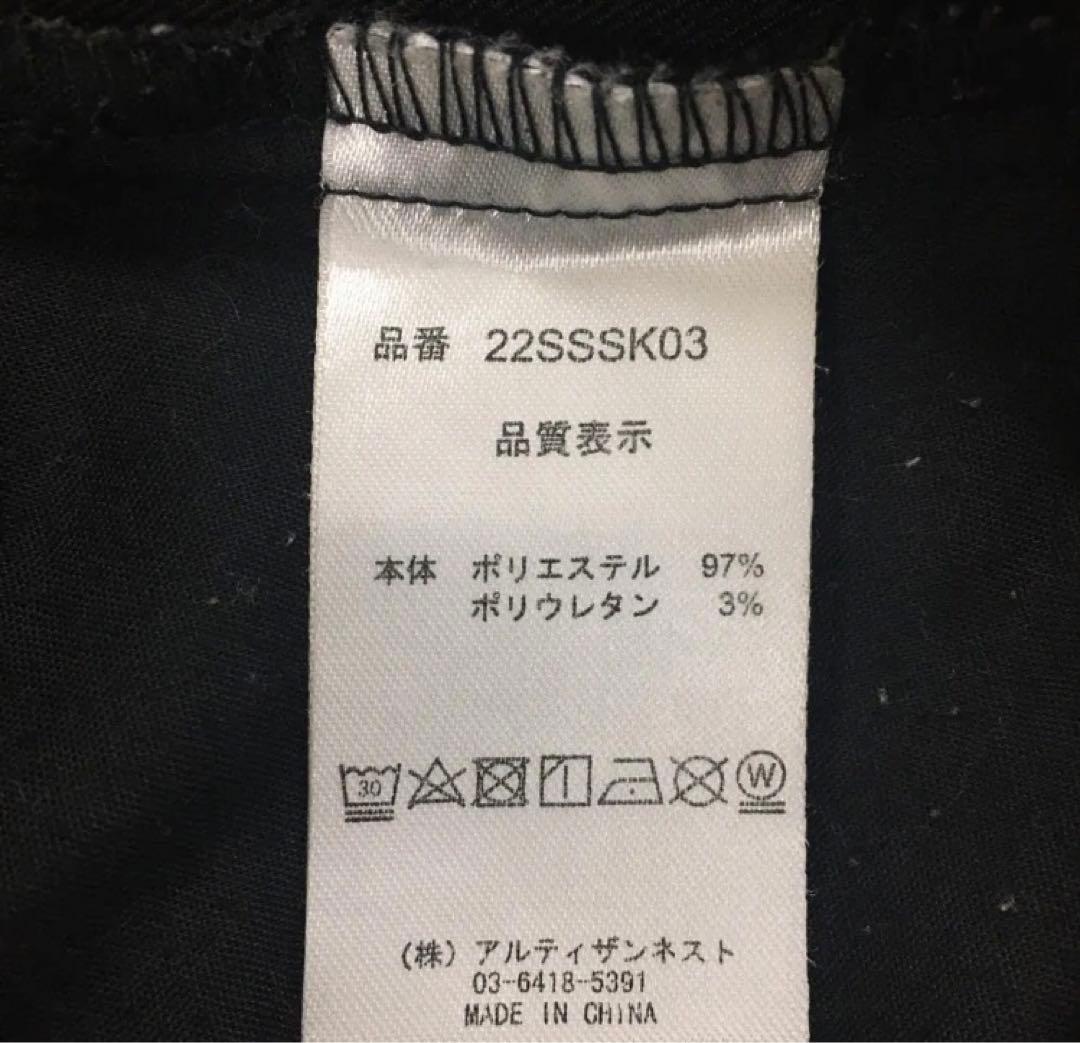 品番 22SSSK03
品質表示
本体 ポリエステル 97%
ポリウレタン 3%
30 W
(株) アルティザンネスト
03-6418-5391
MADE IN CHINA